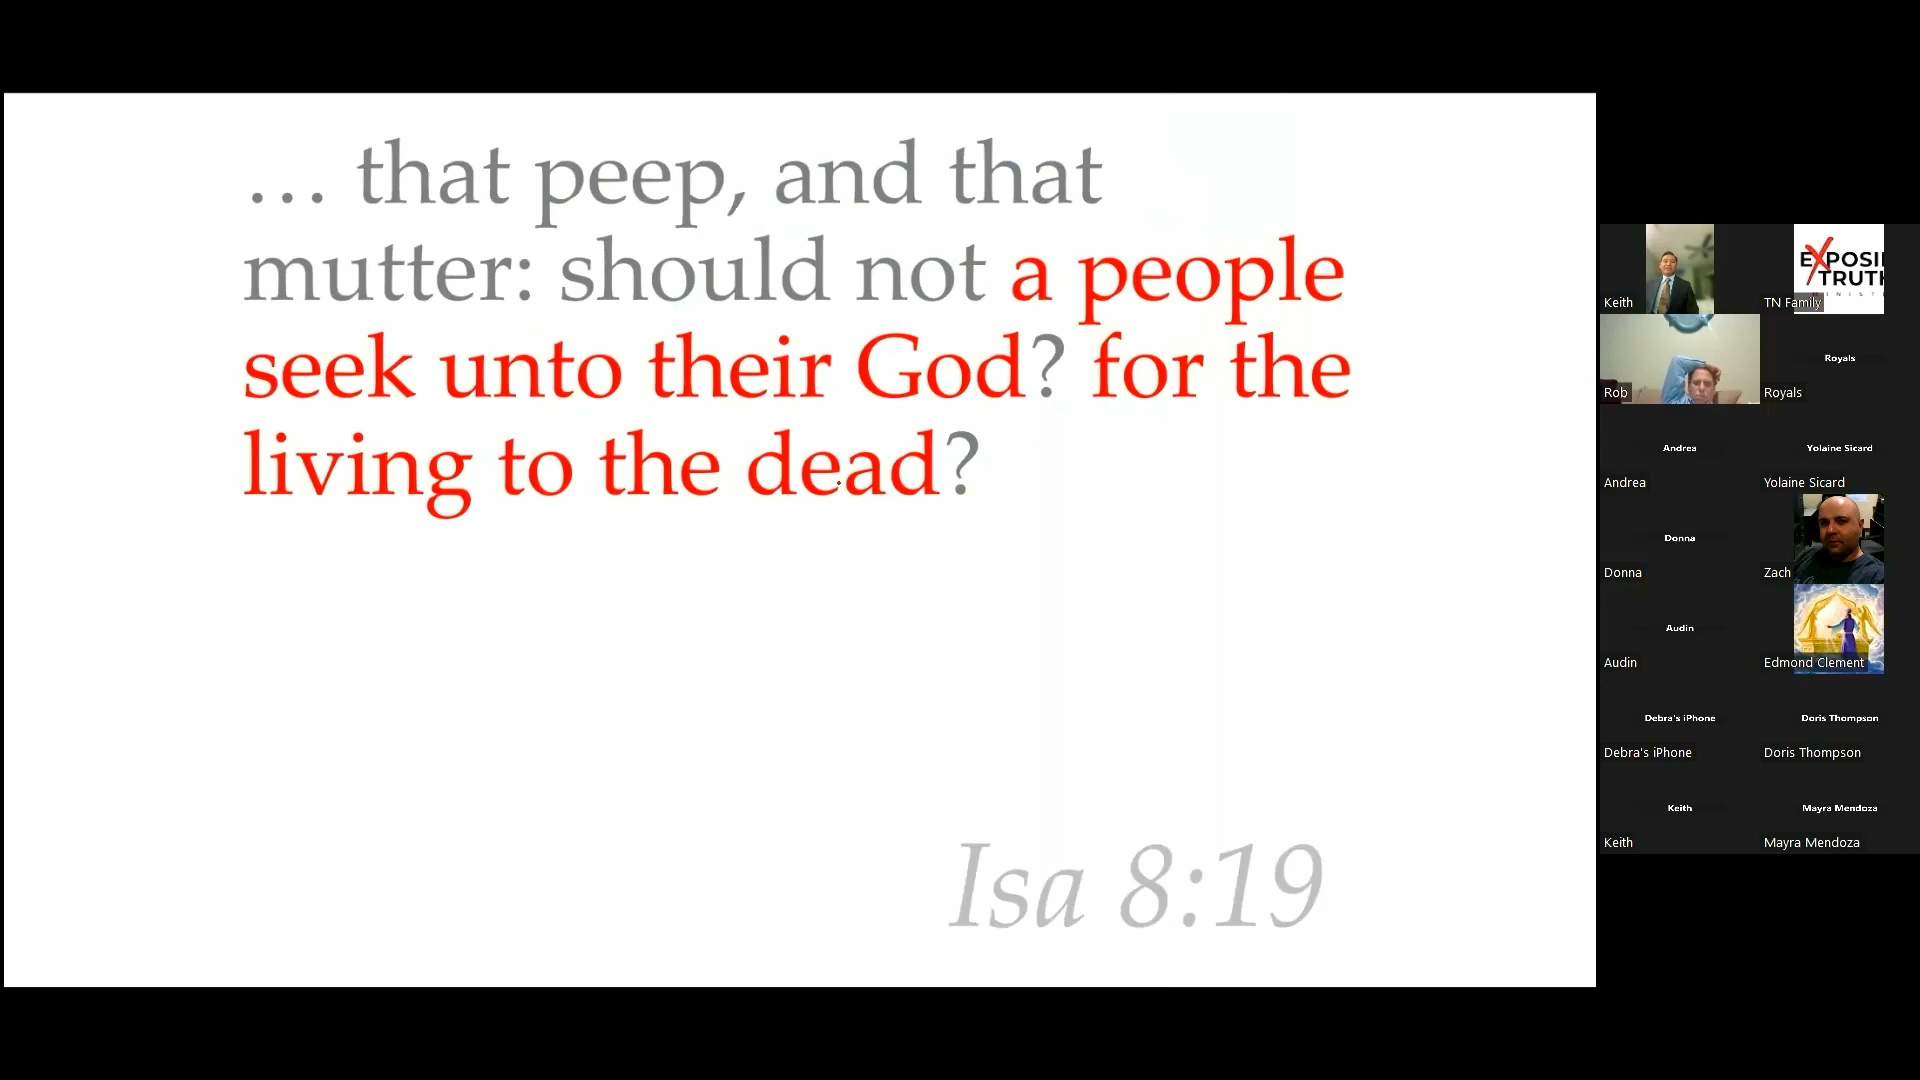 … that peep, and that
mutter: should not a people
seek unto their God? for the
living to the dead?
Isa 8:19
Keith
EXPOSI
TRUTH
TN Family
Rob
Royals
Royals
Andrea
Andrea
Yolaine Sicard
Yolaine Sicard
Donna
Donna
Zach
Audin
Audin
Edmond Clement
Debra's iPhone
Debra's iPhone
Doris Thompson
Doris Thompson
Keith
Keith
Mayra Mendoza
Mayra Mendoza